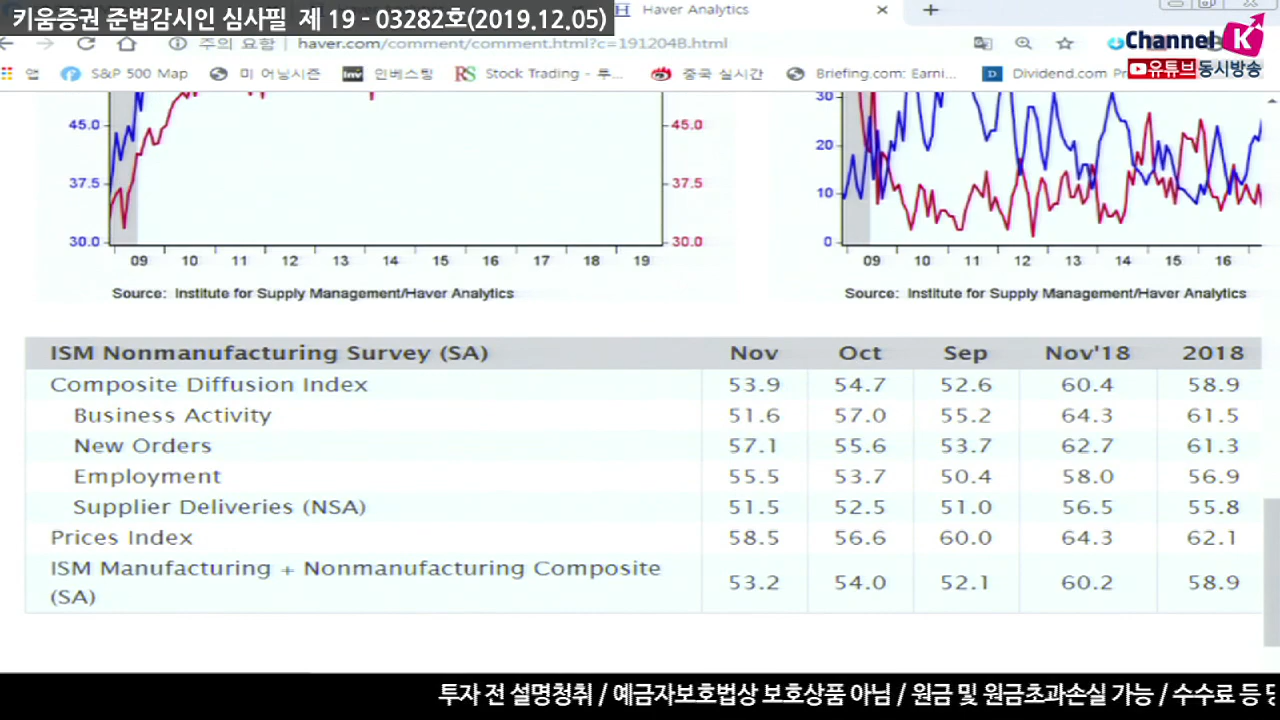 키움증권 준법감시인 심사필 제 19 - 03282호(2019.12.05)
Haver Analytics
주의 요함 haver.com/comment/comment.html?c=1912048.html
Channel K
유튜브 동시방송
앱 S&P 500 Map 미 어닝시즌 Inv 인베스팅 RS Stock Trading - 루... 중국 실시간 Briefing.com: Earni... D Dividend.com Pr
45.0 45.0
37.5 37.5
30.0 30.0
09 10 11 12 13 14 15 16 17 18 19
Source: Institute for Supply Management/Haver Analytics
30
20
10
0
09 10 11 12 13 14 15 16
Source: Institute for Supply Management/Haver Analytics
ISM Nonmanufacturing Survey (SA) Nov Oct Sep Nov'18 2018
Composite Diffusion Index 53.9 54.7 52.6 60.4 58.9
Business Activity 51.6 57.0 55.2 64.3 61.5
New Orders 57.1 55.6 53.7 62.7 61.3
Employment 55.5 53.7 50.4 58.0 56.9
Supplier Deliveries (NSA) 51.5 52.5 51.0 56.5 55.8
Prices Index 58.5 56.6 60.0 64.3 62.1
ISM Manufacturing + Nonmanufacturing Composite
(SA) 53.2 54.0 52.1 60.2 58.9
투자 전 설명청취 / 예금자보호법상 보호상품 아님 / 원금 및 원금초과손실 가능 / 수수료 등